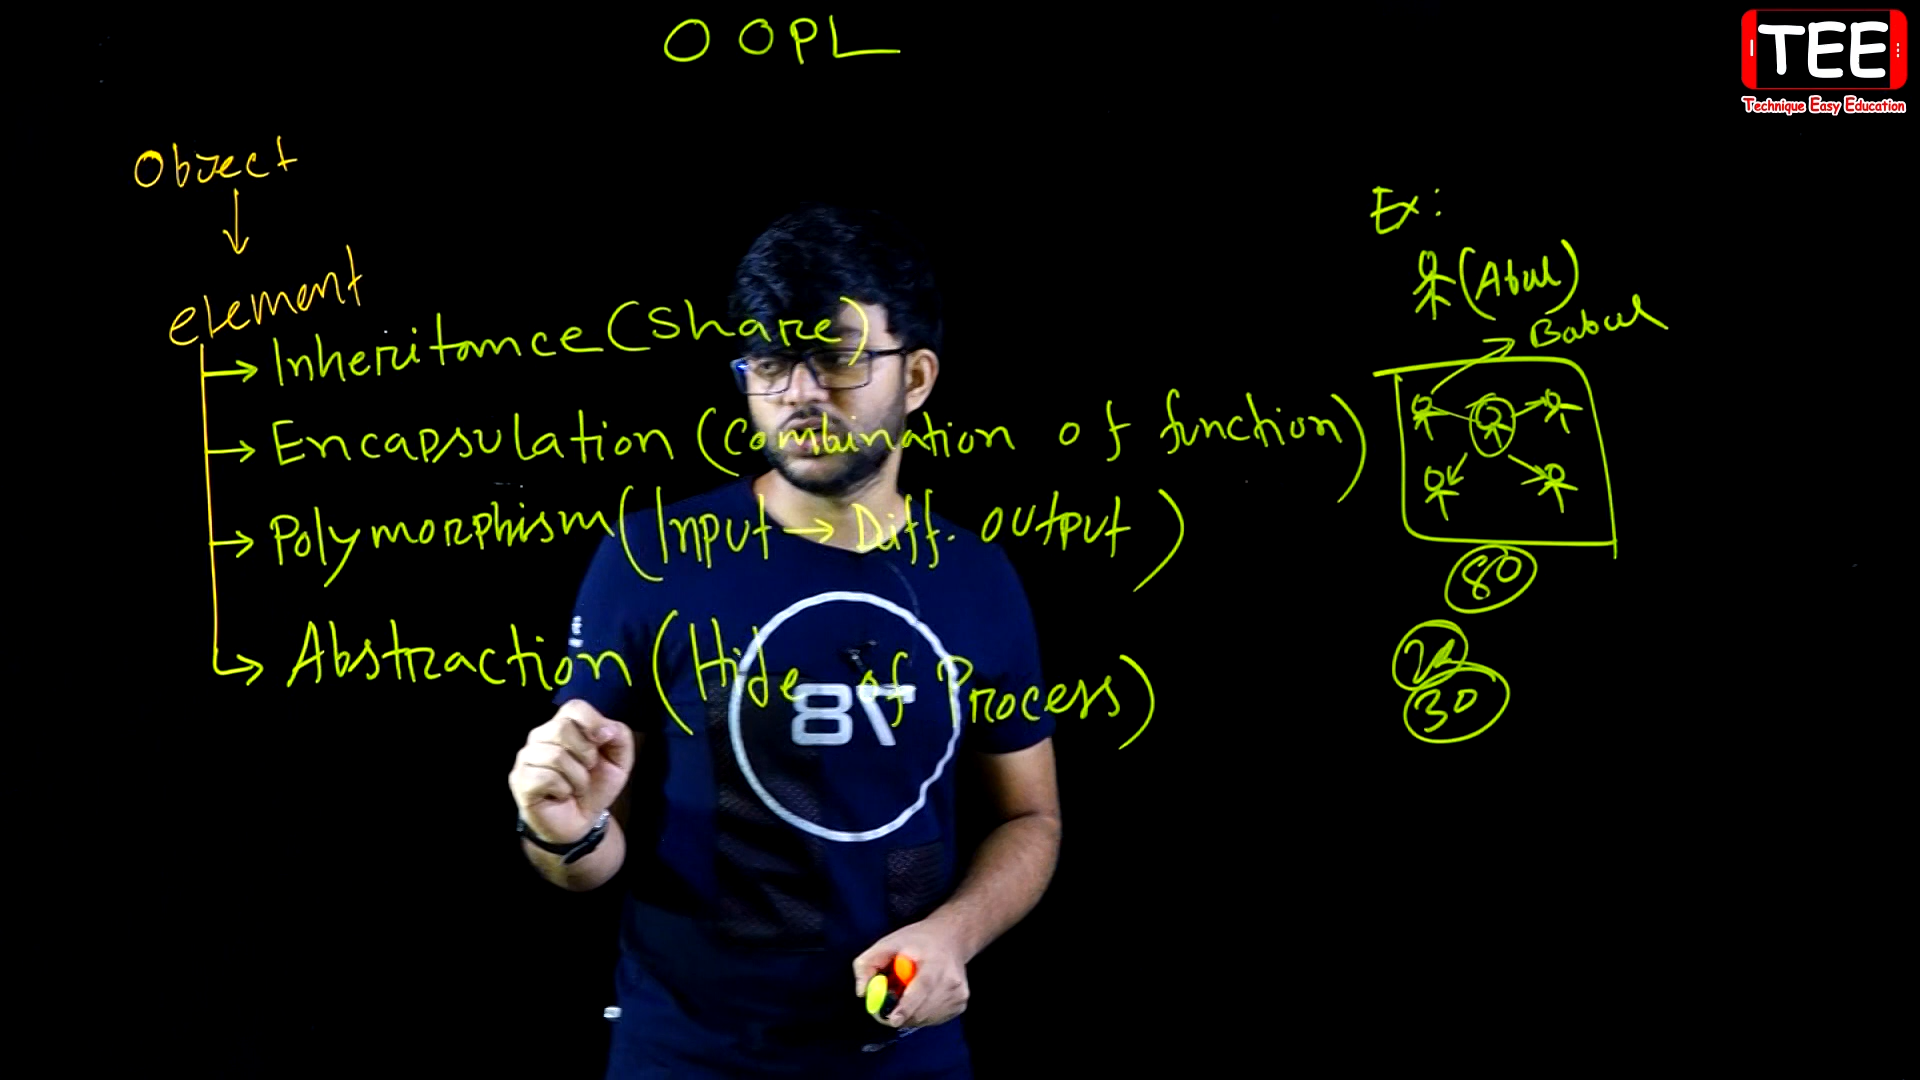 OOPL
TEE
Technique Easy Education
Object
element
Inheritance (Share)
Encapsulation (Combination of function)
Polymorphism (Input → Diff. output)
Abstraction (Hide of Process)
Ex:
(Abul)
Babul
80
30
78